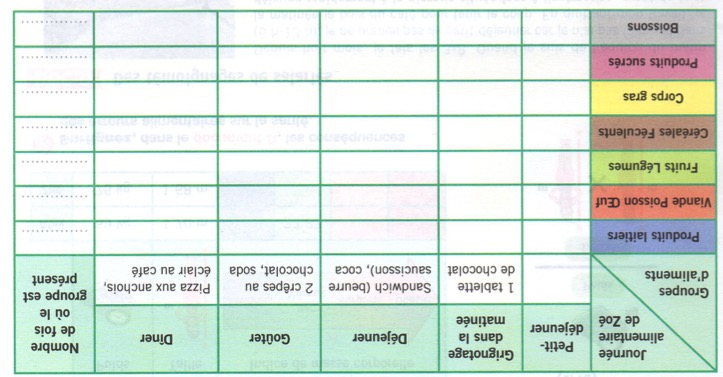 Journée
alimentaire
de Zoé
Groupes
d'aliments
Petit-
déjeuner
Grignotage
dans la
matinée
Déjeuner
Goûter
Dîner
Nombre
de fois
où le
groupe est
présent
1 tablette
de chocolat
Sandwich (beurre
saucisson), coca
2 crêpes au
chocolat, soda
Pizza aux anchois,
éclair au café
Produits laitiers
Viande Poisson Œuf
Fruits Légumes
Céréales Féculents
Corps gras
Produits sucrés
Boissons